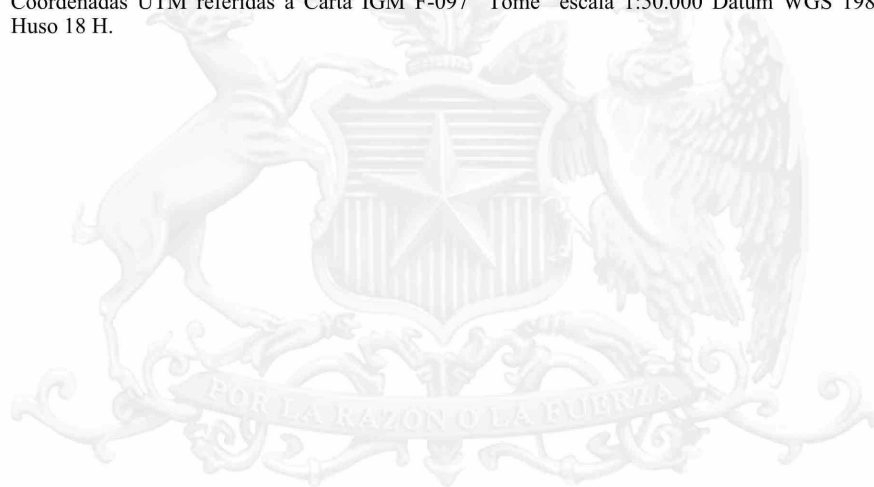 Coordenadas UTM referidas a Carta IGM F-097 Tomé escala 1:50.000 Datum WGS 198
Huso 18 H.
POR LA RAZÓN O LA FUERZA